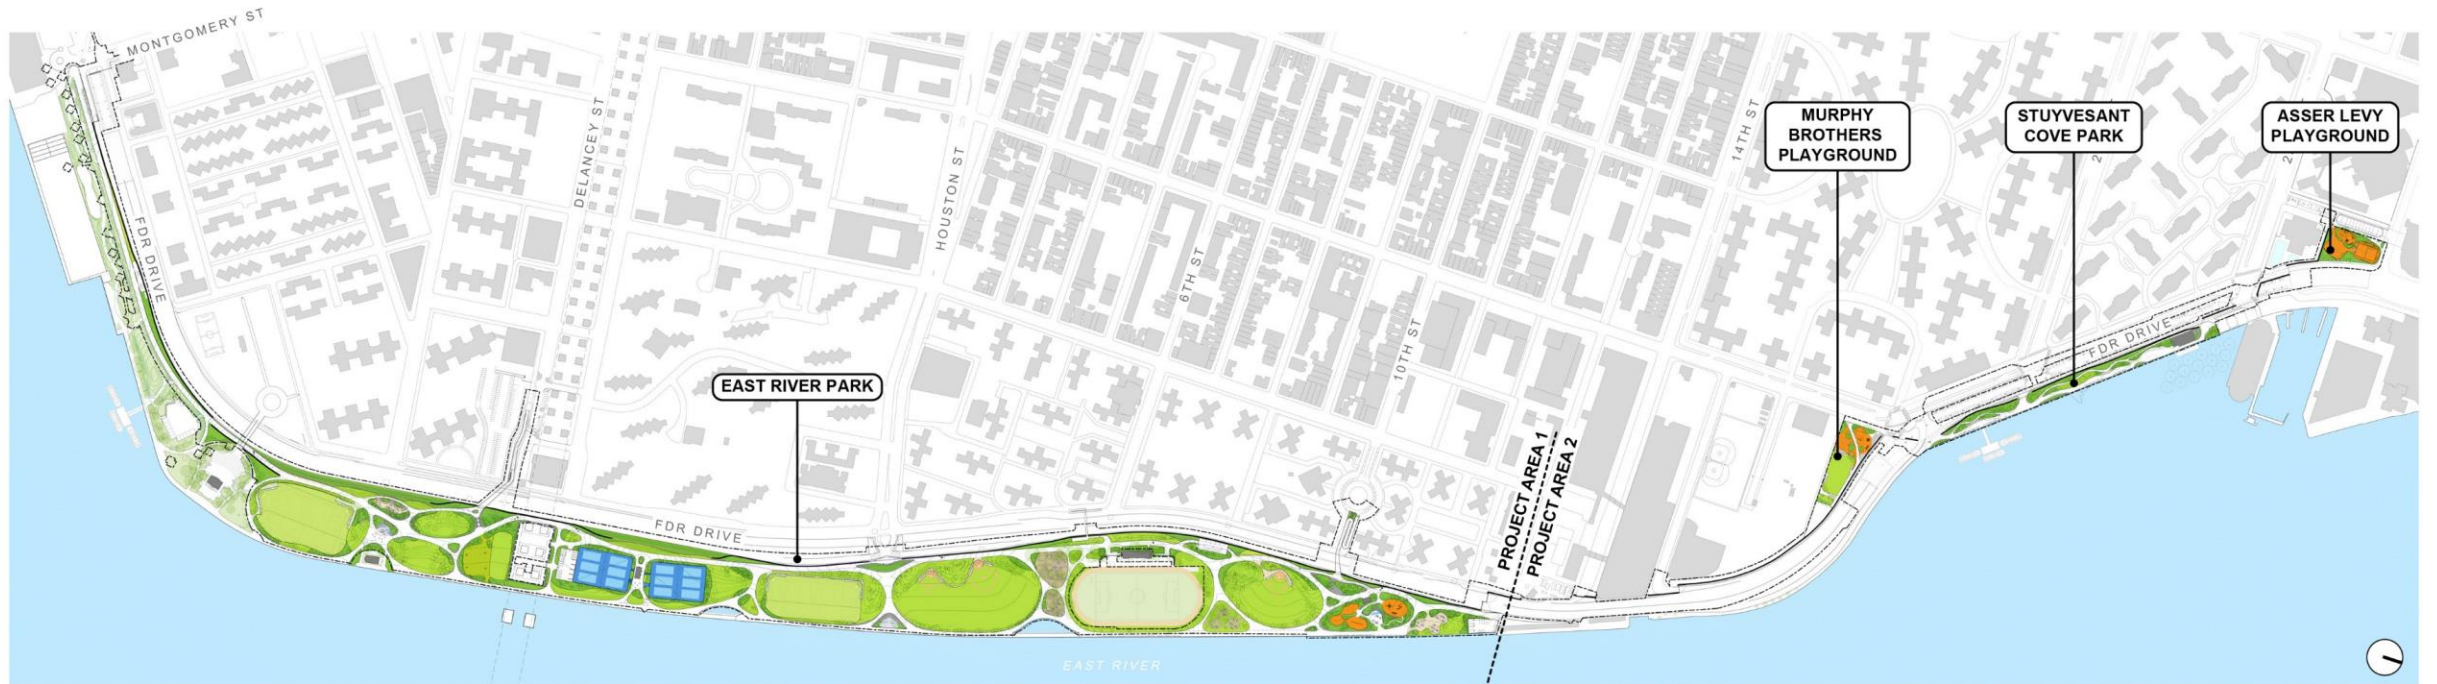 MONTGOMERY ST
FDR DRIVE
DELANCEY ST
HOUSTON ST
6TH ST
10TH ST
14TH ST
MURPHY
BROTHERS
PLAYGROUND
STUYVESANT
COVE PARK
ASSER LEVY
PLAYGROUND
FDR DRIVE
EAST RIVER PARK
FDR DRIVE
PROJECT AREA 1
PROJECT AREA 2
EAST RIVER